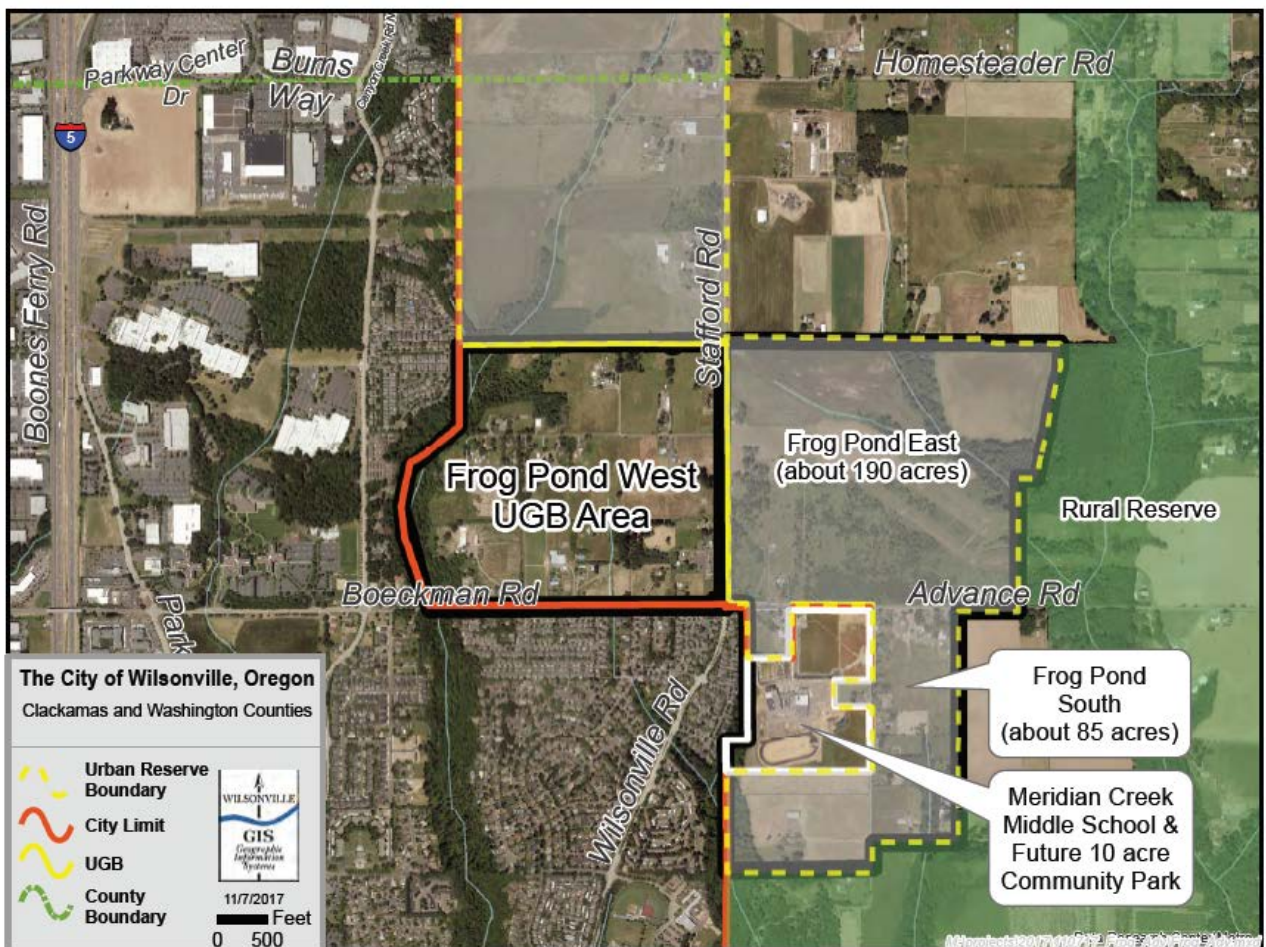 Parkway Center
Dr
Burns
Way
Canyon Creek Rd N
Homesteader Rd
5
Boones Ferry Rd
Stafford Rd
Frog Pond West
UGB Area
Frog Pond East
(about 190 acres)
Rural Reserve
Boeckman Rd
Advance Rd
Park
Wilsonville Rd
Frog Pond
South
(about 85 acres)
Meridian Creek
Middle School &
Future 10 acre
Community Park
The City of Wilsonville, Oregon
Clackamas and Washington Counties
Urban Reserve
Boundary
City Limit
UGB
County
Boundary
WILSONVILLE
GIS
Geographic
Information
Systems
11/7/2017
Feet
0 500